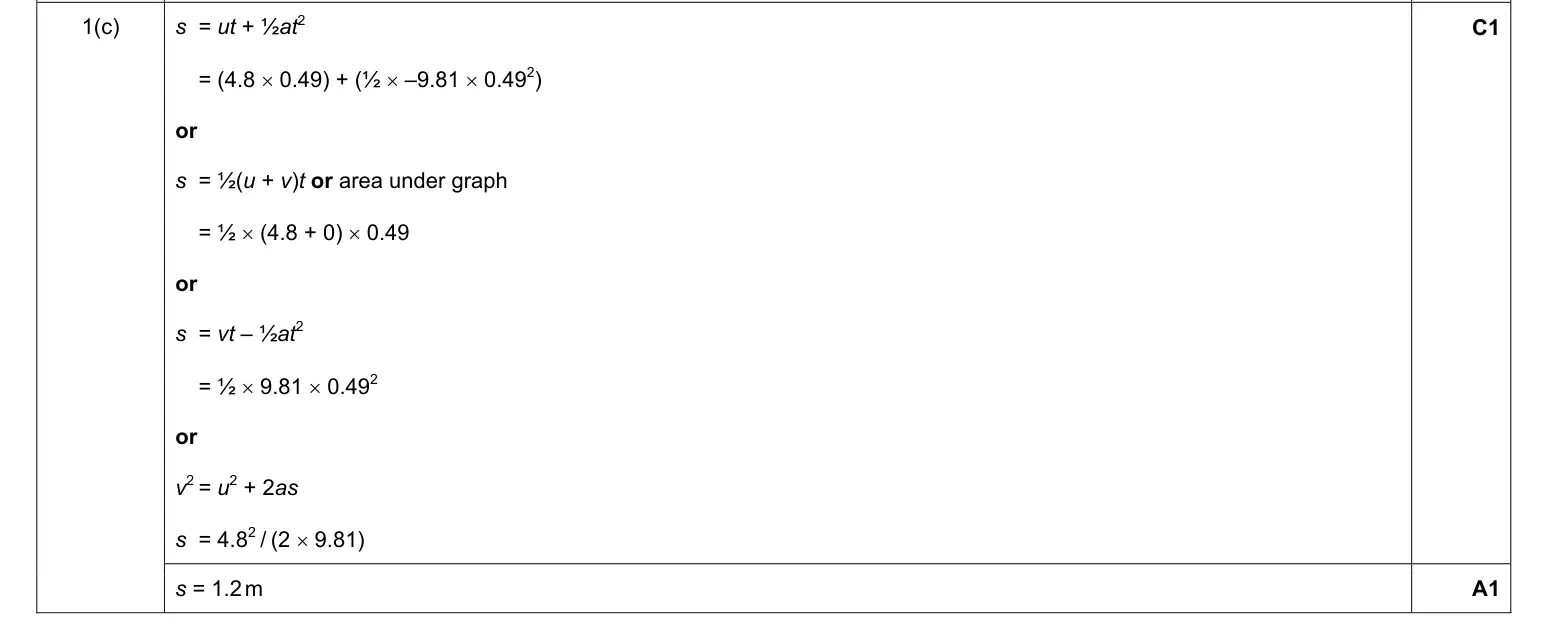 1(c) s = ut + ½at² C1
= (4.8 × 0.49) + (½ × –9.81 × 0.49²)
or
s = ½(u + v)t or area under graph
= ½ × (4.8 + 0) × 0.49
or
s = vt – ½at²
= ½ × 9.81 × 0.49²
or
v² = u² + 2as
s = 4.8² / (2 × 9.81)
s = 1.2 m A1